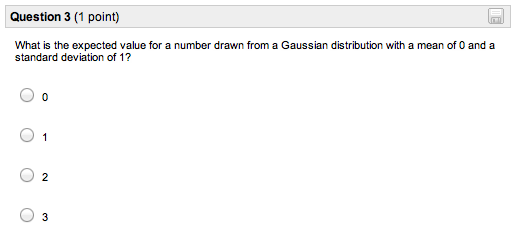 Question 3 (1 point)
What is the expected value for a number drawn from a Gaussian distribution with a mean of 0 and a
standard deviation of 1?
0
1
2
3